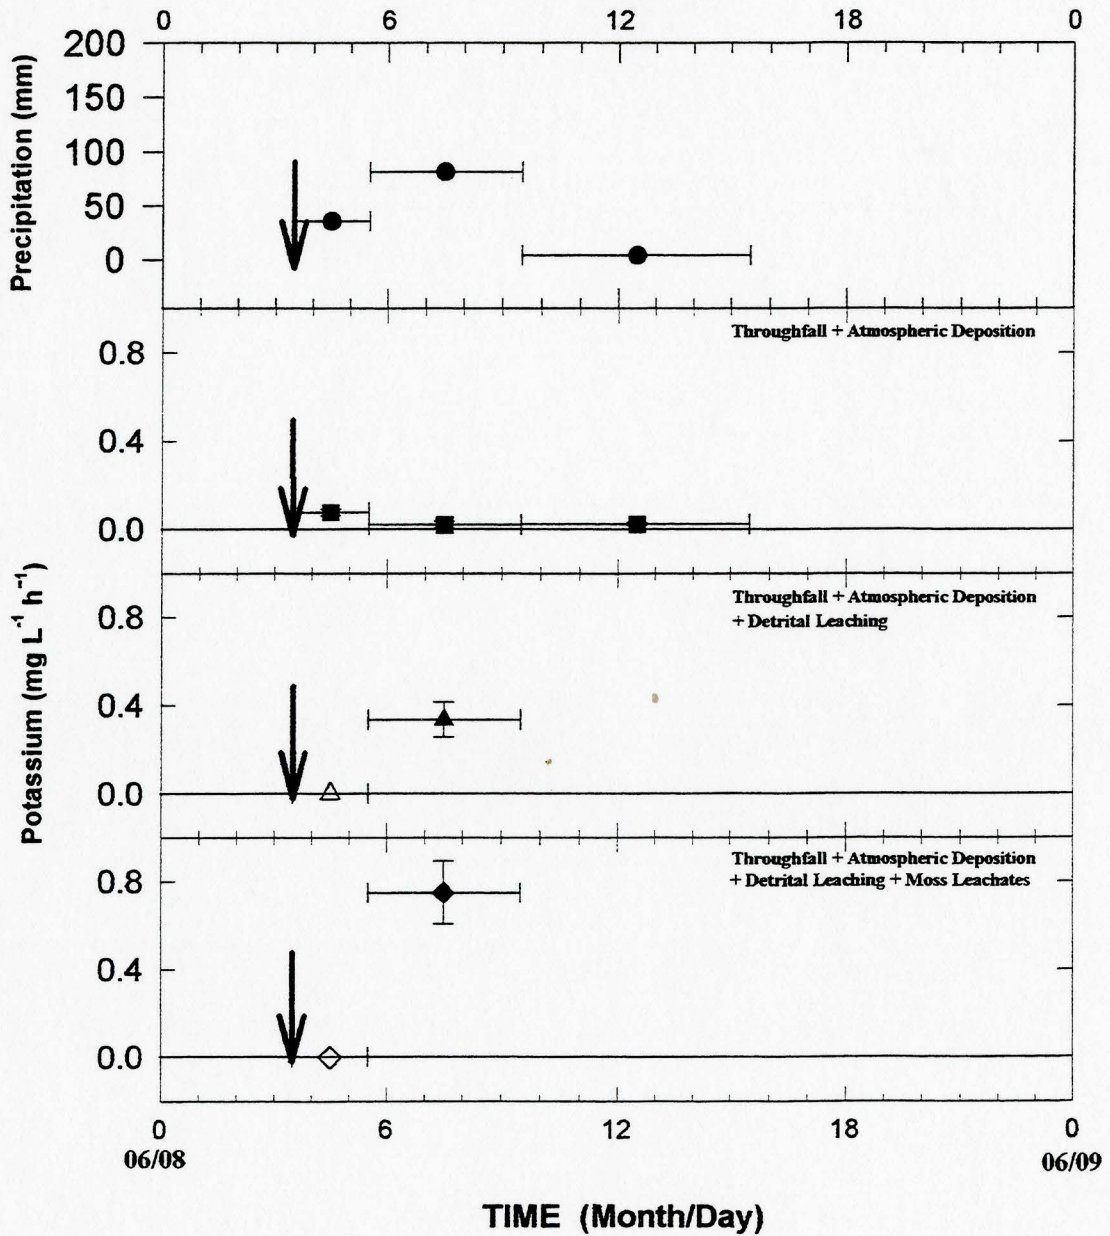 0 6 12 18 0
200
150
100
50
0
Precipitation (mm)
Throughfall + Atmospheric Deposition
0.8
0.4
0.0
Throughfall + Atmospheric Deposition
+ Detrital Leaching
0.8
0.4
0.0
Potassium (mg L⁻¹ h⁻¹)
Throughfall + Atmospheric Deposition
+ Detrital Leaching + Moss Leachates
0.8
0.4
0.0
0 6 12 18 0
06/08 06/09
TIME (Month/Day)